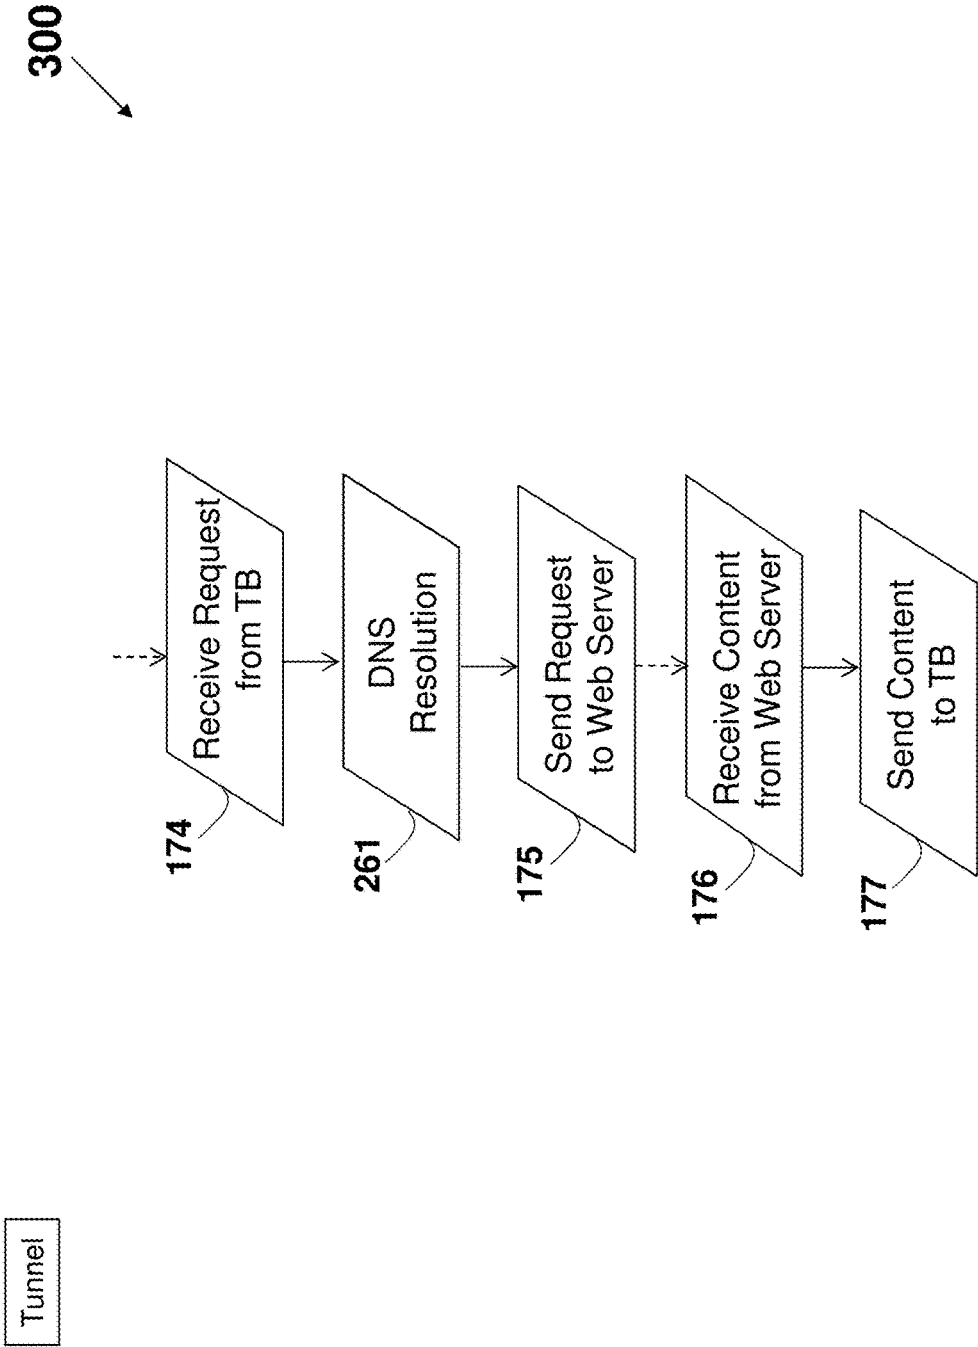 Tunnel
300
174
Receive Request
from TB
261
DNS
Resolution
175
Send Request
to Web Server
176
Receive Content
from Web Server
177
Send Content
to TB